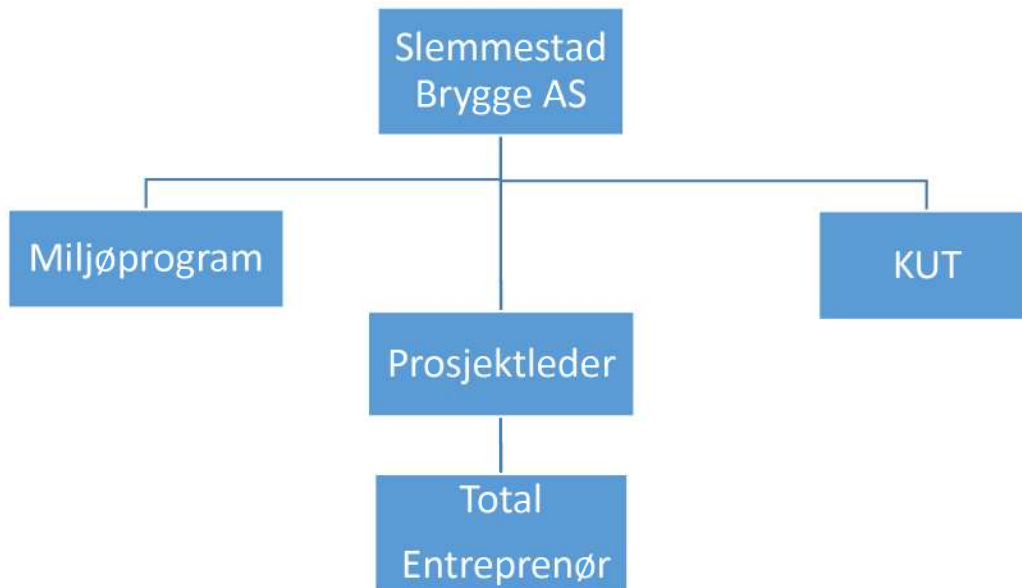 Slemmestad
Brygge AS
Miljøprogram
KUT
Prosjektleder
Total
Entreprenør